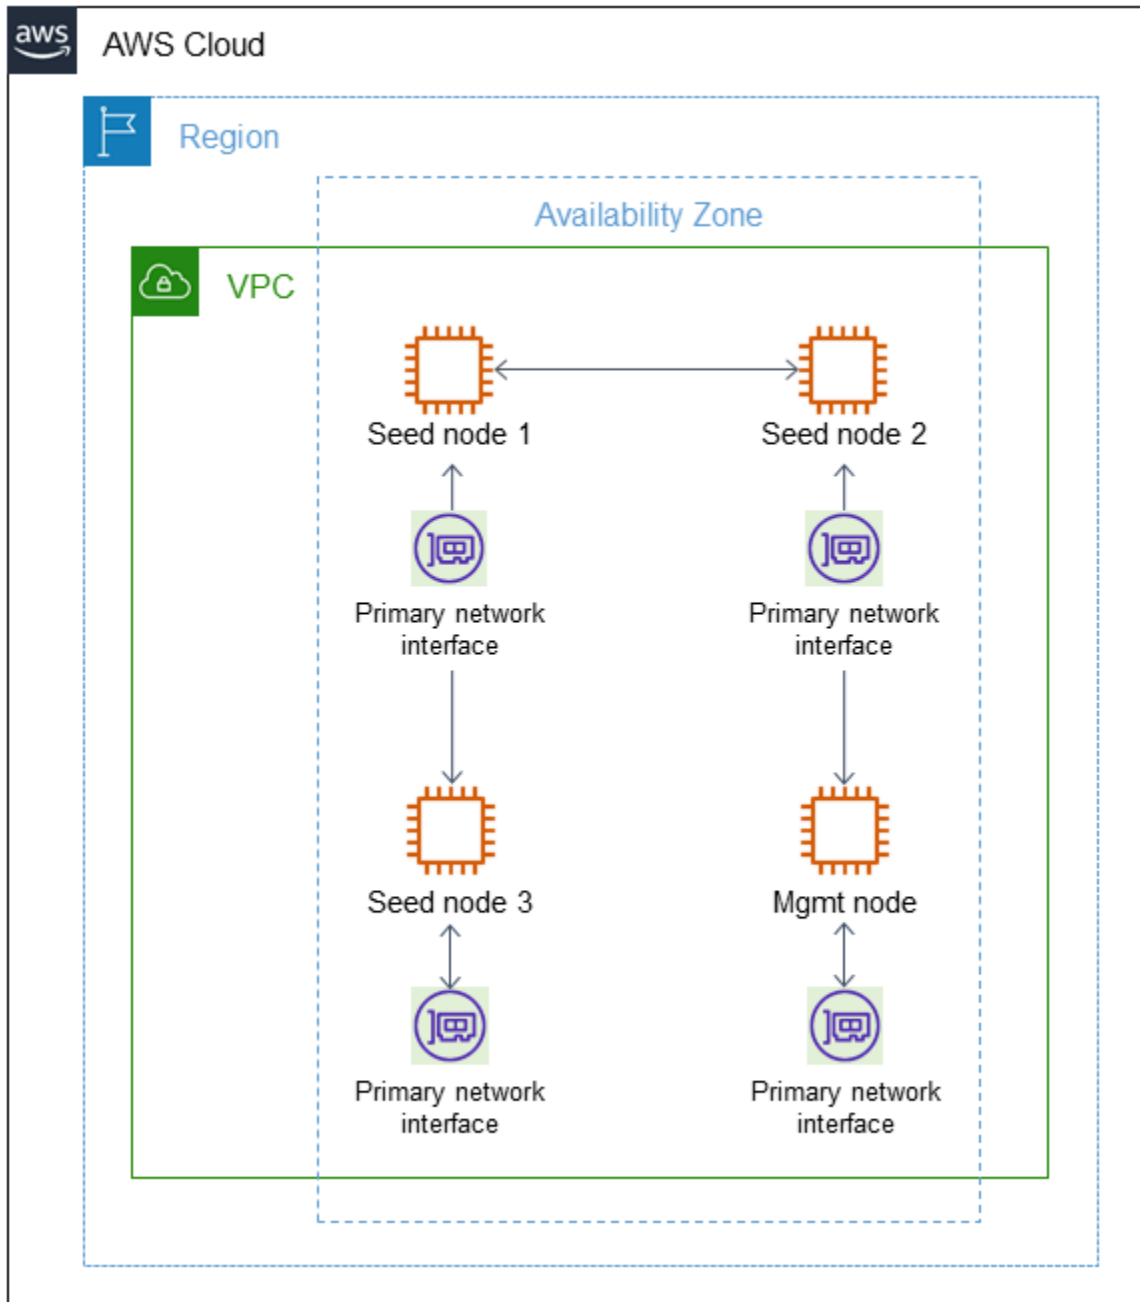 aws
AWS Cloud
Region
Availability Zone
VPC
Seed node 1
Seed node 2
Primary network
interface
Primary network
interface
Seed node 3
Mgmt node
Primary network
interface
Primary network
interface